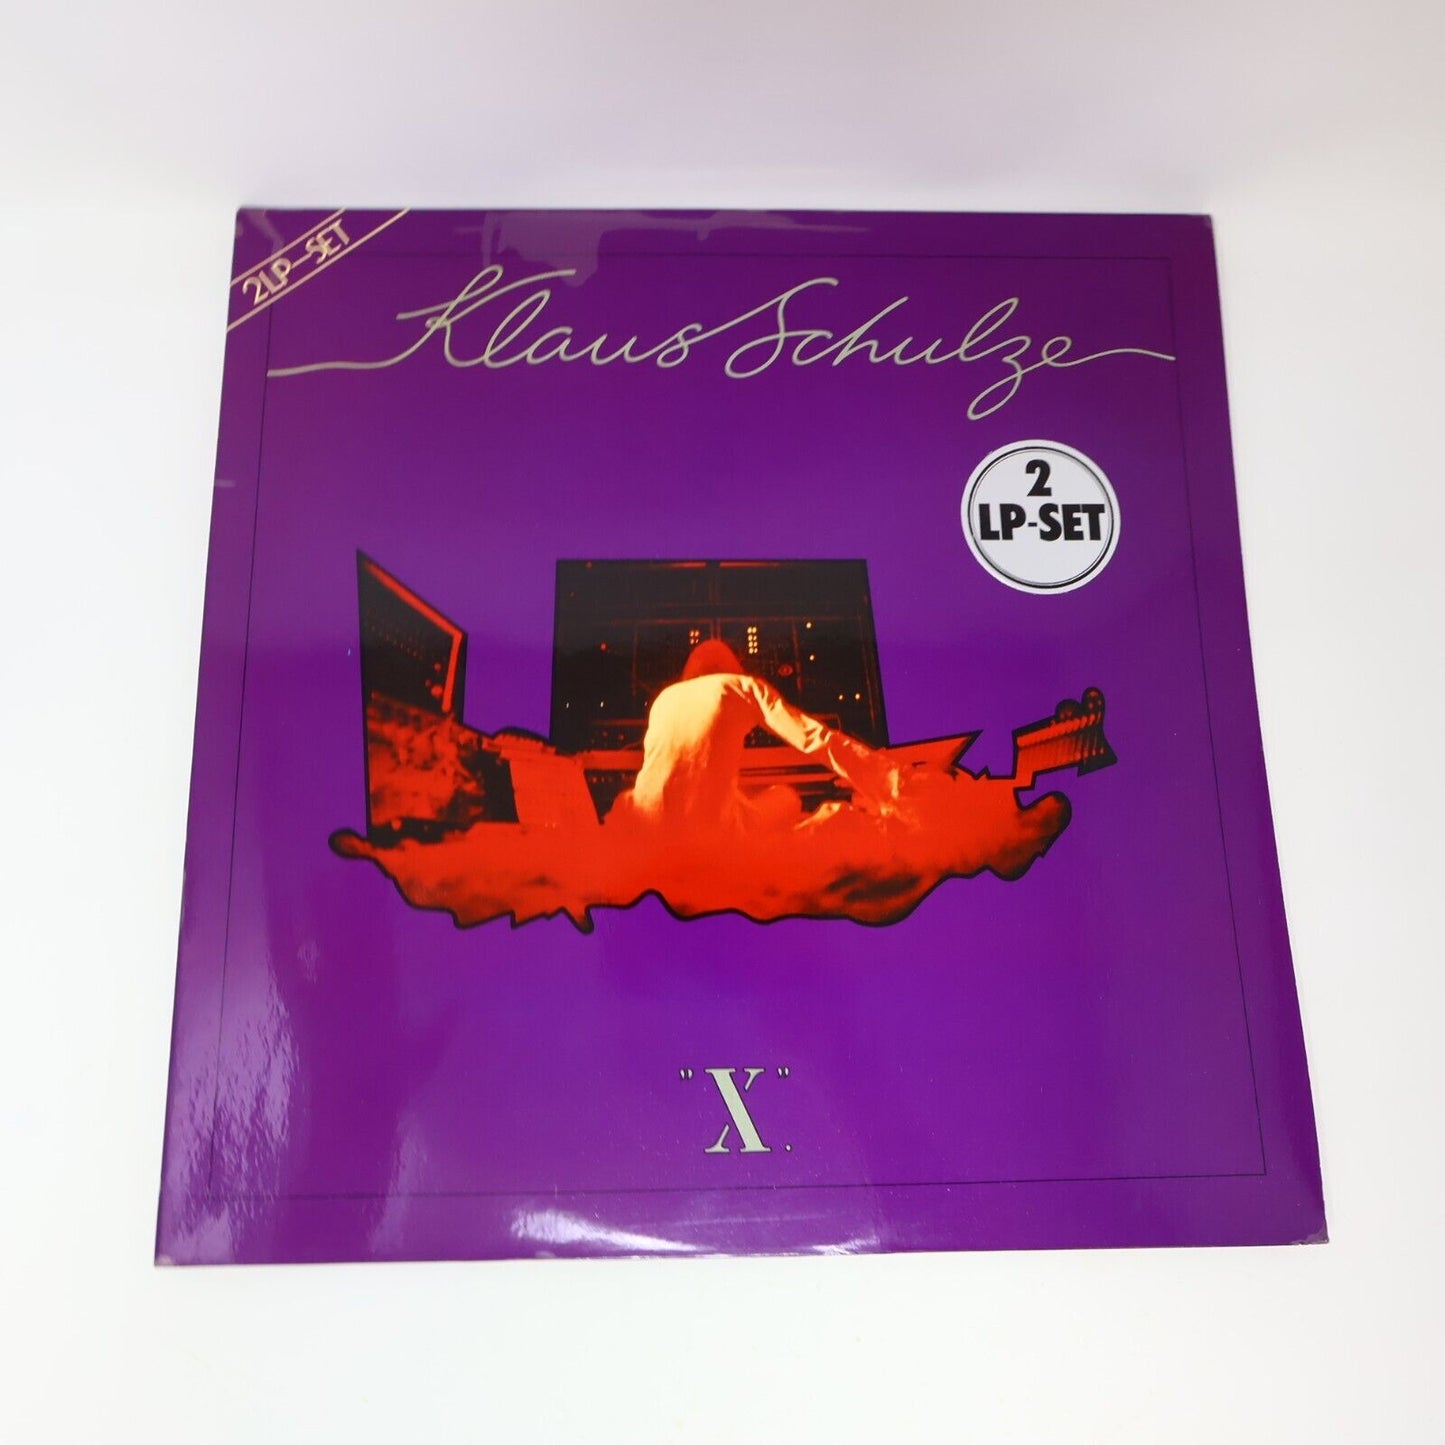 2LP-SET
Klaus Schulze
2
LP-SET
"X".